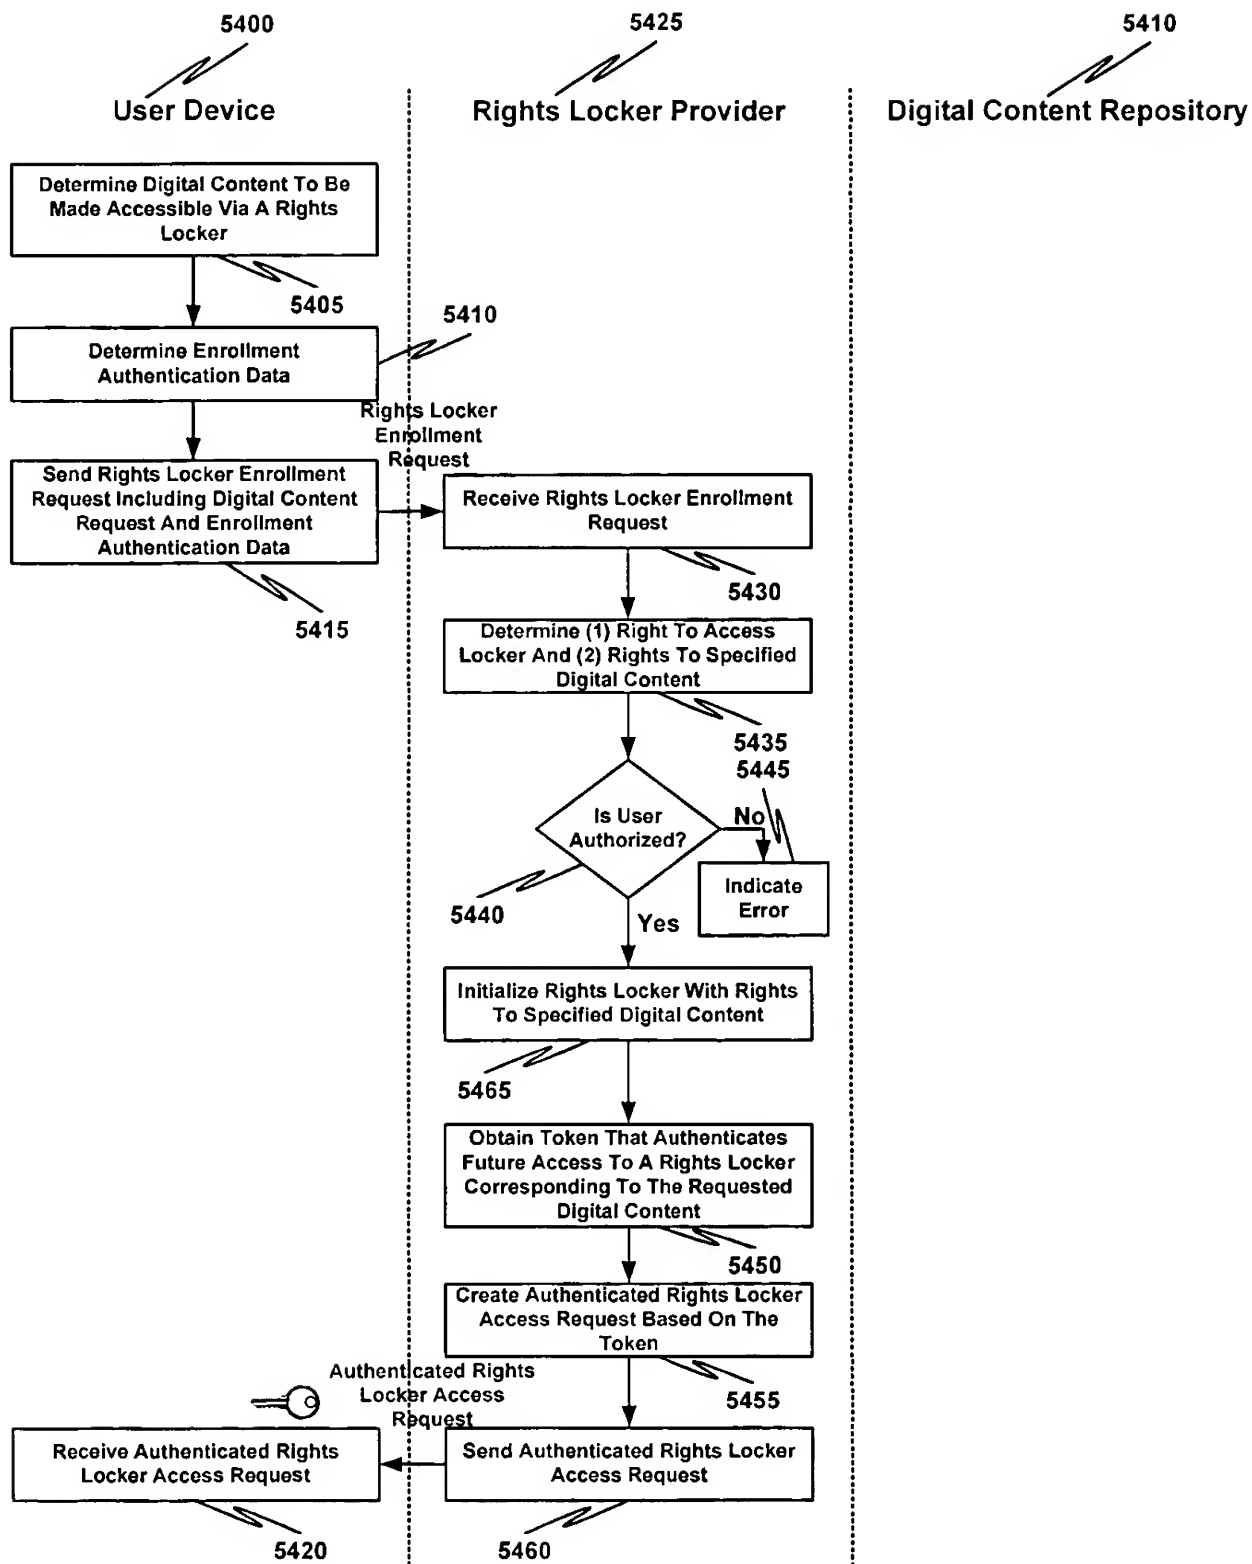 5400
5425
5410
User Device
Rights Locker Provider
Digital Content Repository
Determine Digital Content To Be
Made Accessible Via A Rights
Locker
5405
5410
Determine Enrollment
Authentication Data
Rights Locker
Enrollment
Request
Send Rights Locker Enrollment
Request Including Digital Content
Request And Enrollment
Authentication Data
5415
Receive Rights Locker Enrollment
Request
5430
Determine (1) Right To Access
Locker And (2) Rights To Specified
Digital Content
5435
5445
Is User
Authorized?
No
5440
Indicate
Error
Yes
Initialize Rights Locker With Rights
To Specified Digital Content
5465
Obtain Token That Authenticates
Future Access To A Rights Locker
Corresponding To The Requested
Digital Content
5450
Create Authenticated Rights Locker
Access Request Based On The
Token
5455
Authenticated Rights
Locker Access
Request
Receive Authenticated Rights
Locker Access Request
5420
Send Authenticated Rights Locker
Access Request
5460